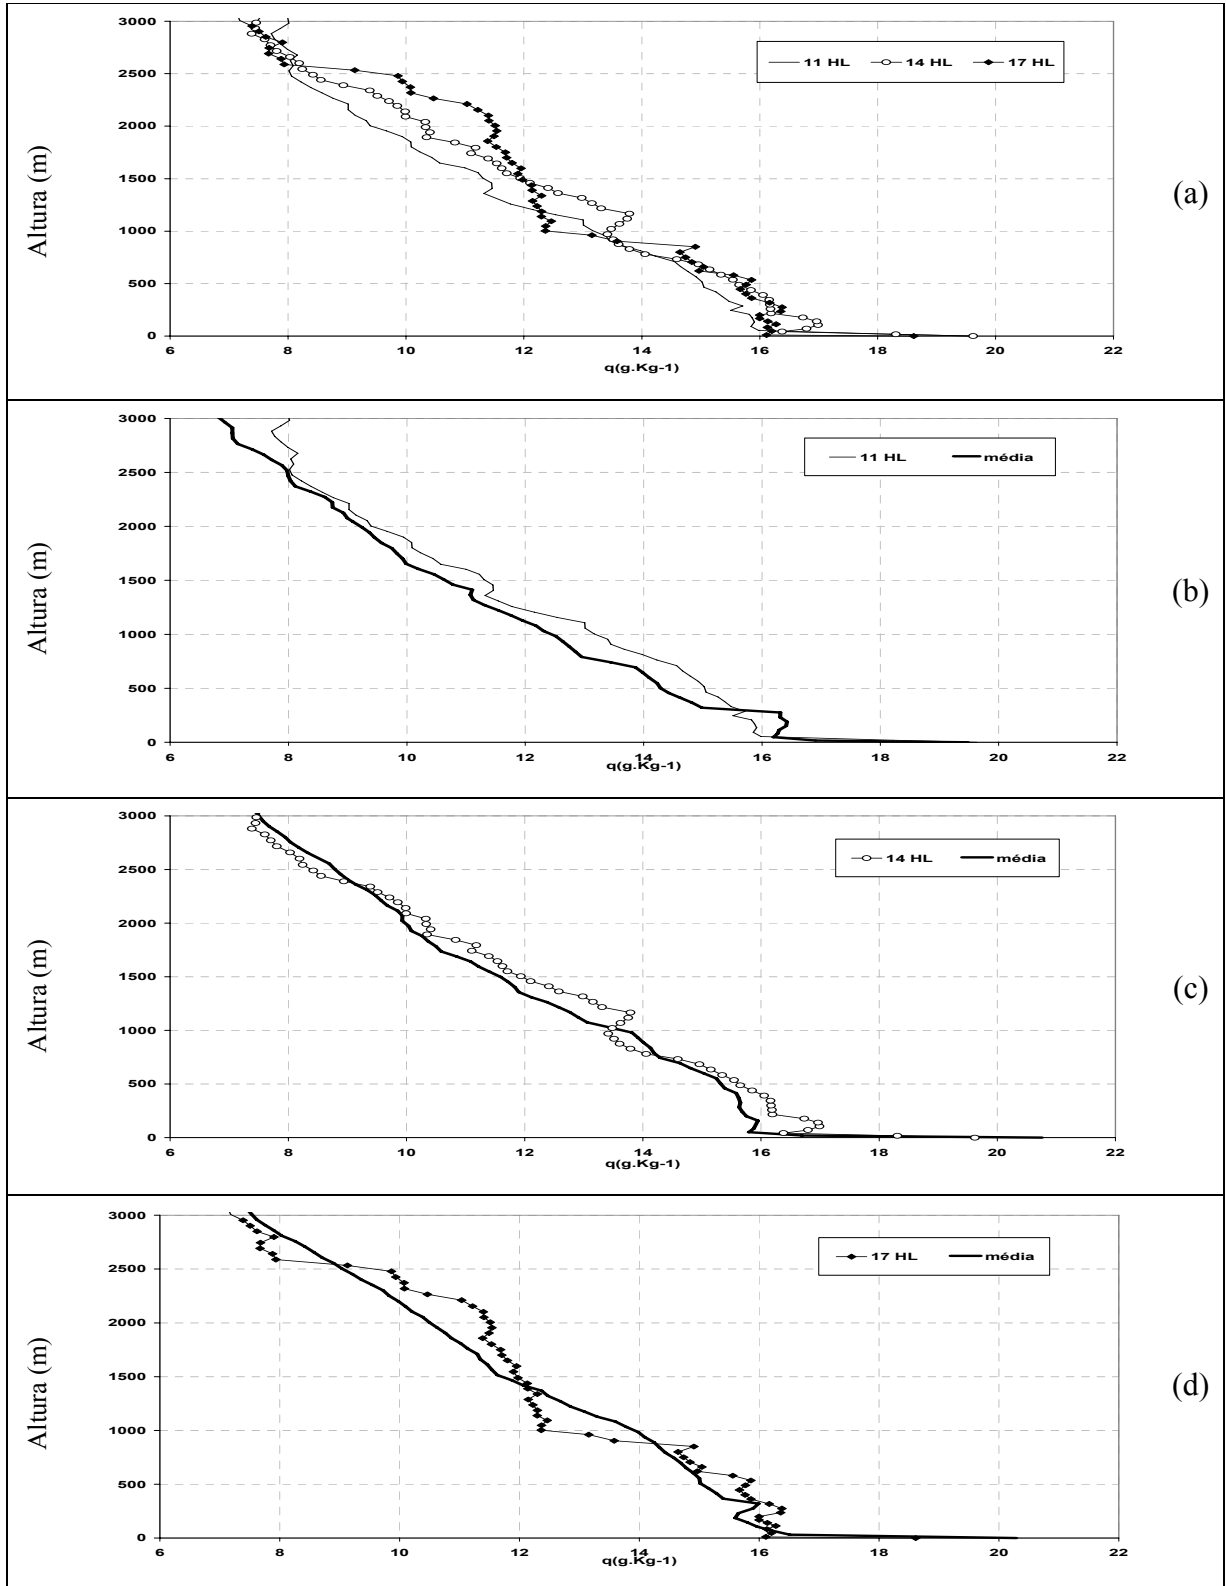 3000
2500
2000
1500
1000
500
0
Altura (m)
11 HL 14 HL 17 HL
(a)
6 8 10 12 14 16 18 20 22
q(g.Kg-1)
3000
2500
2000
1500
1000
500
0
Altura (m)
11 HL média
(b)
6 8 10 12 14 16 18 20 22
q(g.Kg-1)
3000
2500
2000
1500
1000
500
0
Altura (m)
14 HL média
(c)
6 8 10 12 14 16 18 20 22
q(g.Kg-1)
3000
2500
2000
1500
1000
500
0
Altura (m)
17 HL média
(d)
6 8 10 12 14 16 18 20 22
q(g.Kg-1)